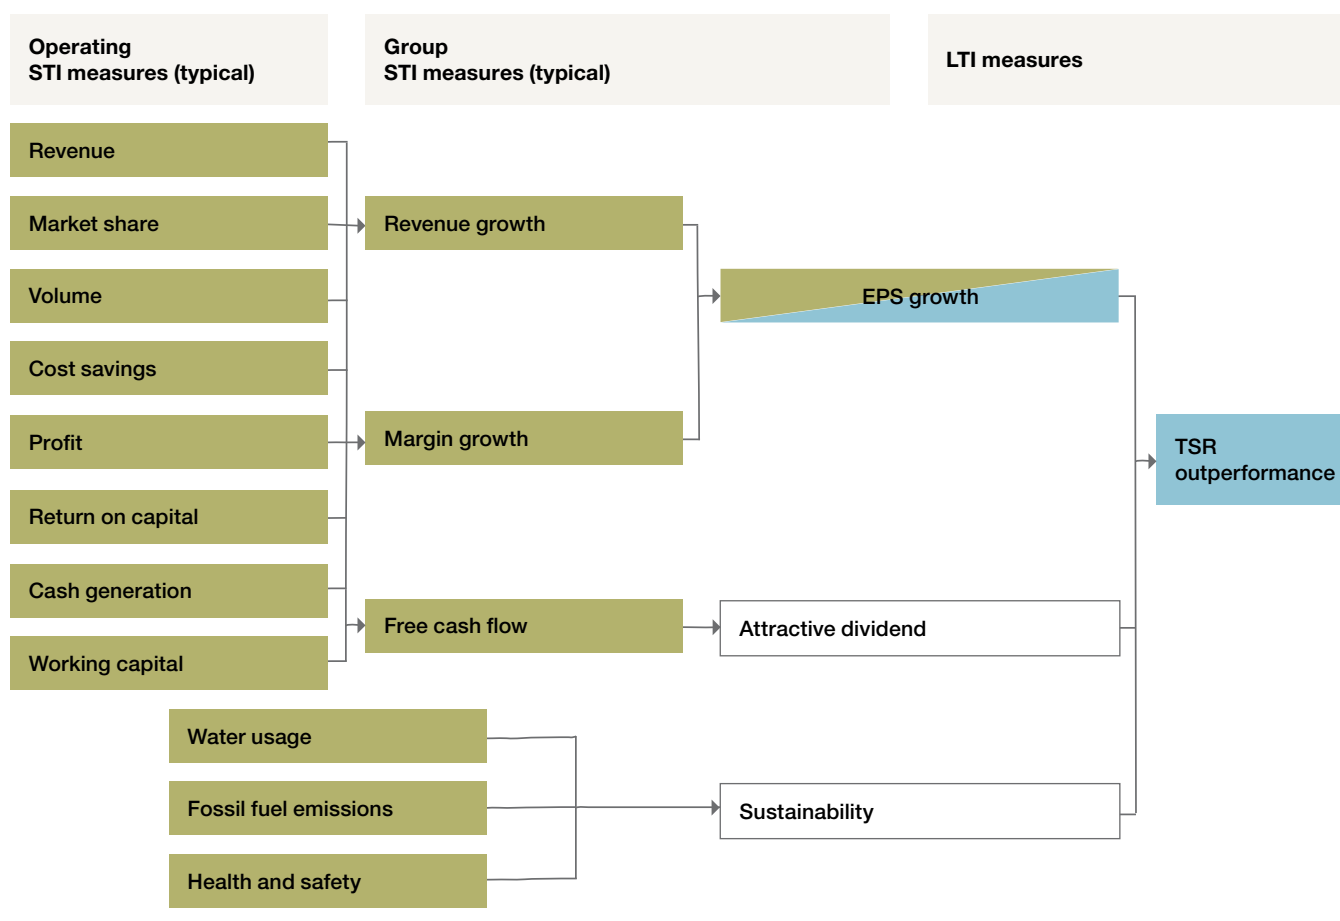 Operating
STI measures (typical)
Group
STI measures (typical)
LTI measures
Revenue
Market share
Volume
Cost savings
Profit
Return on capital
Cash generation
Working capital
Revenue growth
Margin growth
Free cash flow
EPS growth
Attractive dividend
TSR
outperformance
Water usage
Fossil fuel emissions
Health and safety
Sustainability